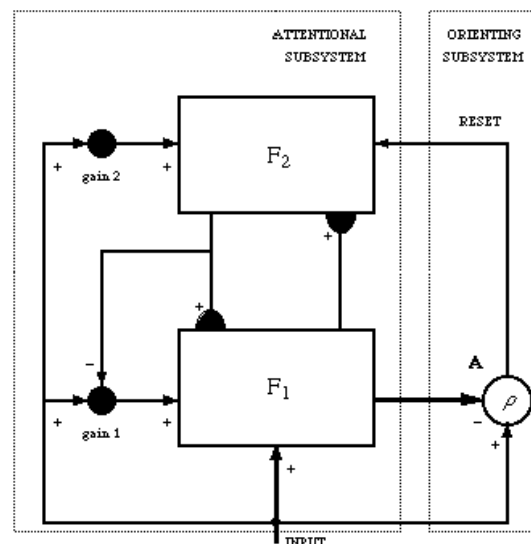 ATTENTIONAL
SUBSYSTEM
ORIENTING
SUBSYSTEM
RESET
F2
+
gain 2
+
+
+
−
F1
A
ρ
+
gain 1
+
−
+
+
INPUT